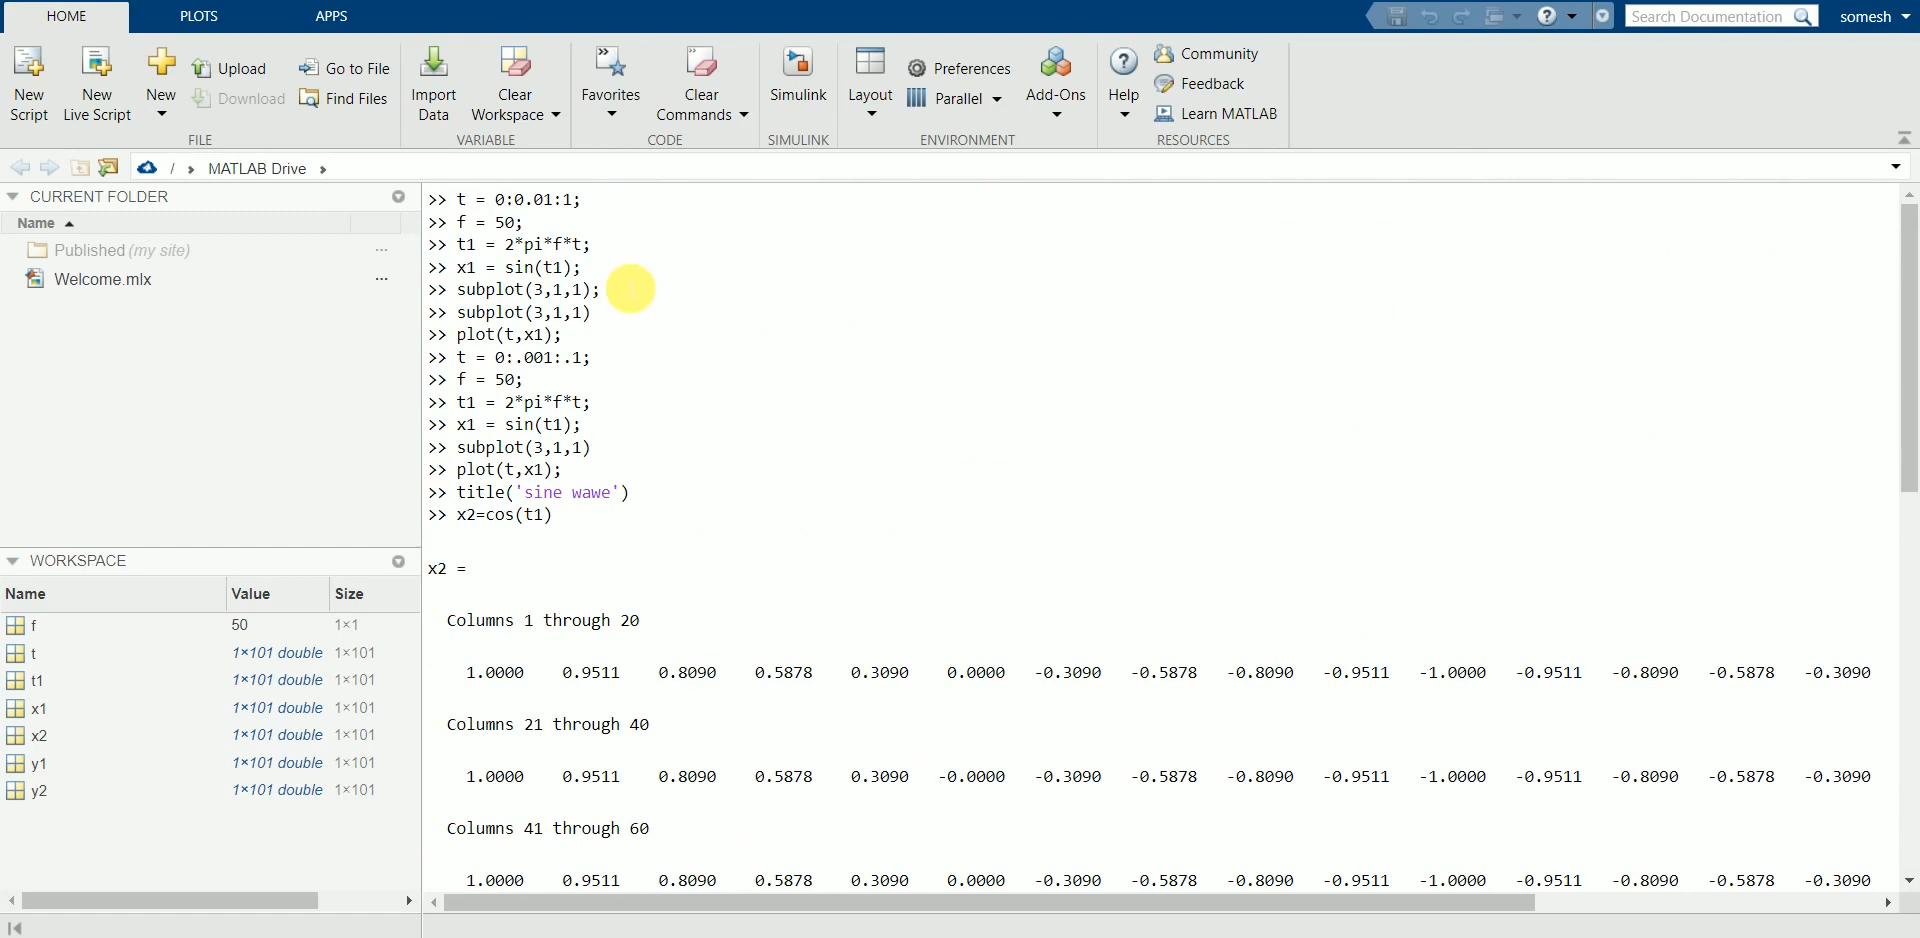 HOME PLOTS APPS Search Documentation somesh
New Script
New Live Script
New
Upload
Download
Go to File
Find Files
FILE
Import Data
Clear Workspace
VARIABLE
Favorites
Clear Commands
CODE
Simulink
SIMULINK
Layout
Preferences
Parallel
Add-Ons
ENVIRONMENT
Help
Community
Feedback
Learn MATLAB
RESOURCES
/ MATLAB Drive
CURRENT FOLDER
Name
Published (my site)
Welcome.mlx
WORKSPACE
Name Value Size
f 50 1×1
t 1×101 double 1×101
t1 1×101 double 1×101
x1 1×101 double 1×101
x2 1×101 double 1×101
y1 1×101 double 1×101
y2 1×101 double 1×101
>> t = 0:0.01:1;
>> f = 50;
>> t1 = 2*pi*f*t;
>> x1 = sin(t1);
>> subplot(3,1,1);
>> subplot(3,1,1)
>> plot(t,x1);
>> t = 0:.001:.1;
>> f = 50;
>> t1 = 2*pi*f*t;
>> x1 = sin(t1);
>> subplot(3,1,1)
>> plot(t,x1);
>> title('sine wawe')
>> x2=cos(t1)
x2 =
Columns 1 through 20
1.0000 0.9511 0.8090 0.5878 0.3090 0.0000 -0.3090 -0.5878 -0.8090 -0.9511 -1.0000 -0.9511 -0.8090 -0.5878 -0.3090
Columns 21 through 40
1.0000 0.9511 0.8090 0.5878 0.3090 -0.0000 -0.3090 -0.5878 -0.8090 -0.9511 -1.0000 -0.9511 -0.8090 -0.5878 -0.3090
Columns 41 through 60
1.0000 0.9511 0.8090 0.5878 0.3090 0.0000 -0.3090 -0.5878 -0.8090 -0.9511 -1.0000 -0.9511 -0.8090 -0.5878 -0.3090